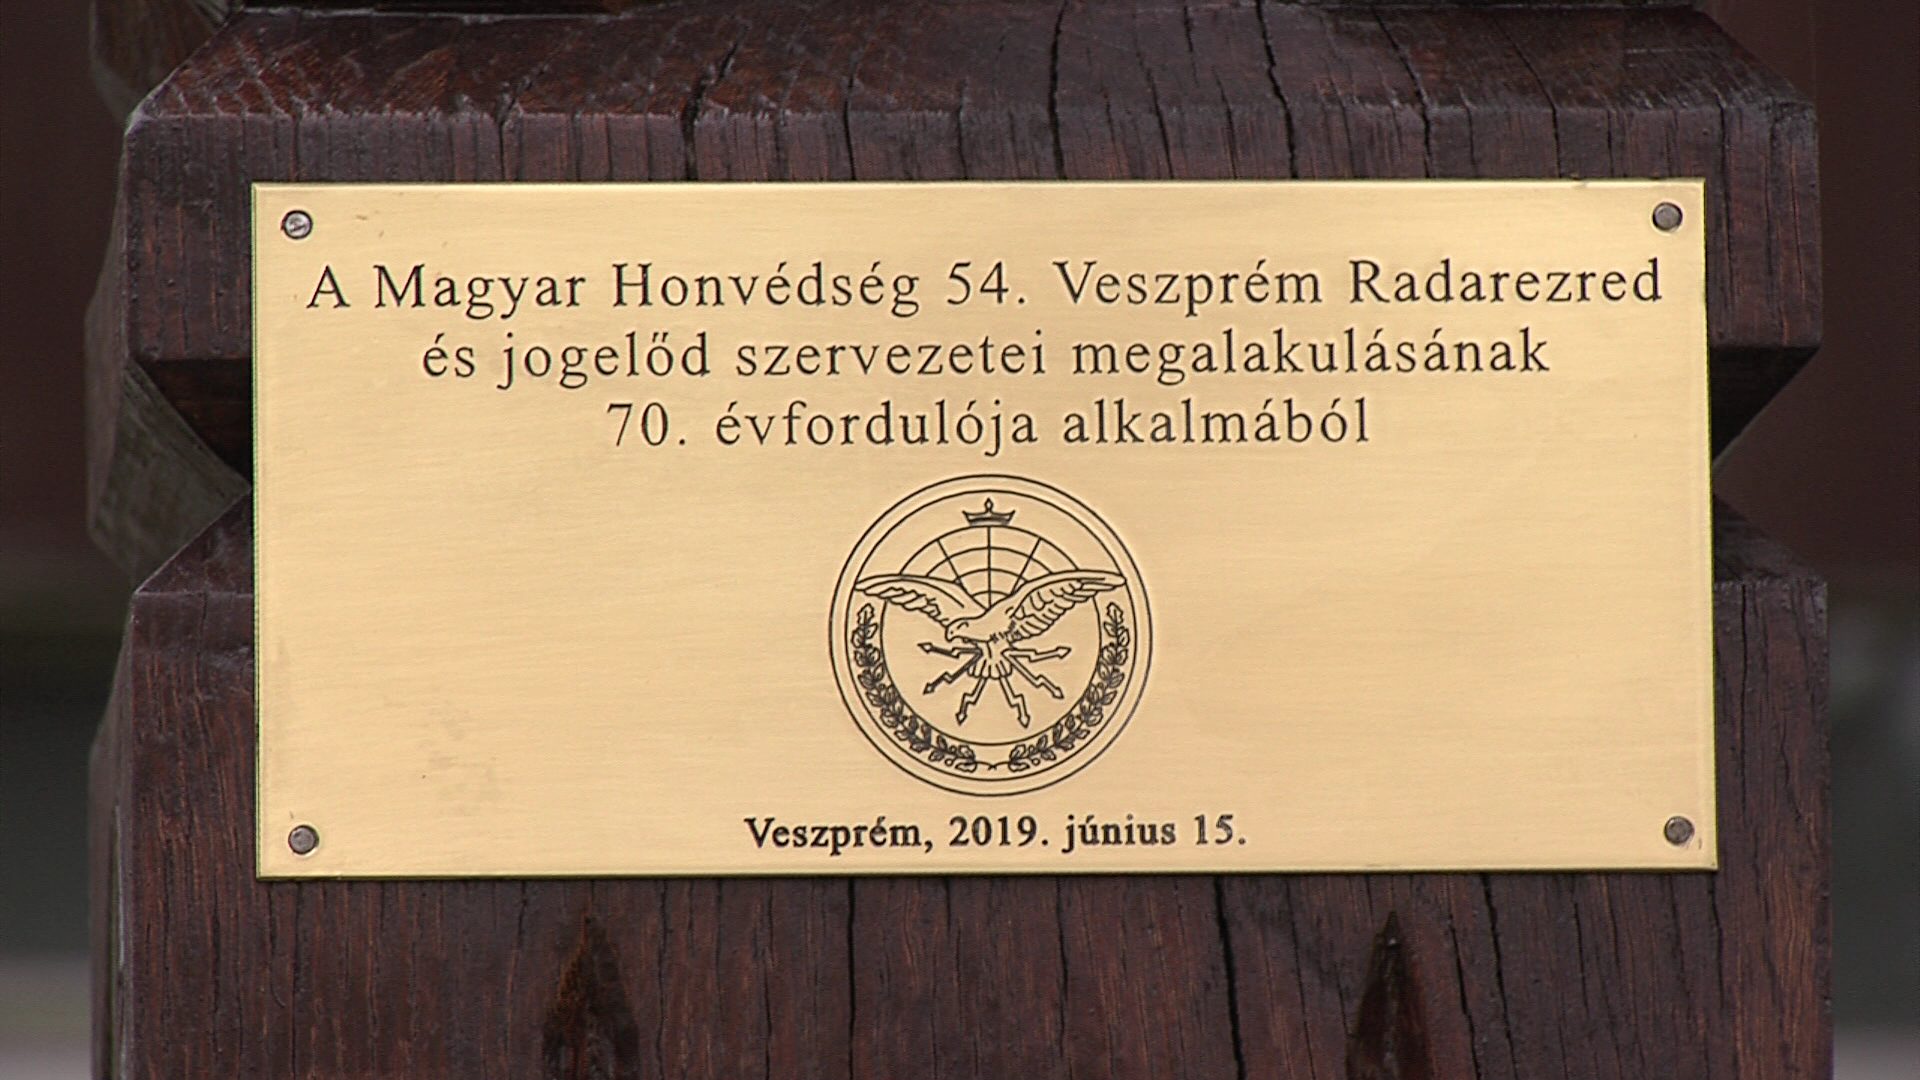 A Magyar Honvédség 54. Veszprém Radarezred
és jogelőd szervezetei megalakulásának
70. évfordulója alkalmából
Veszprém, 2019. június 15.